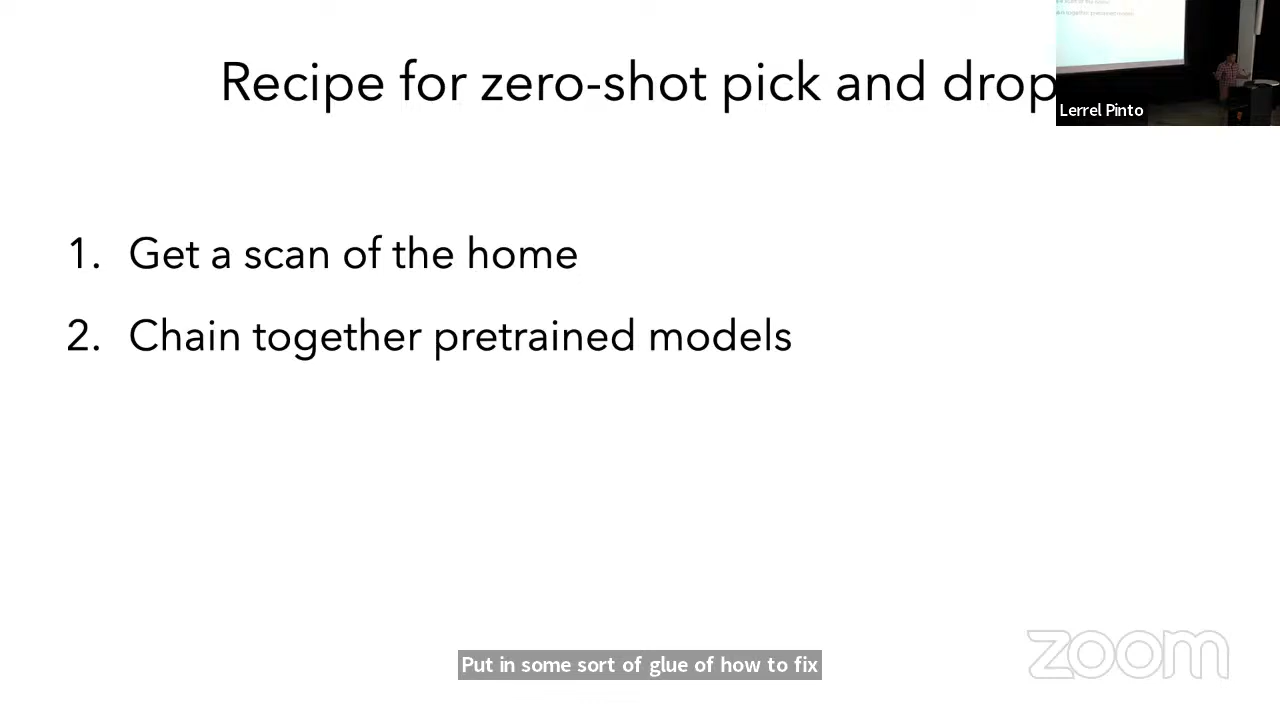 Recipe for zero-shot pick and drop
Lerrel Pinto
1. Get a scan of the home
2. Chain together pretrained models
Put in some sort of glue of how to fix
zoom